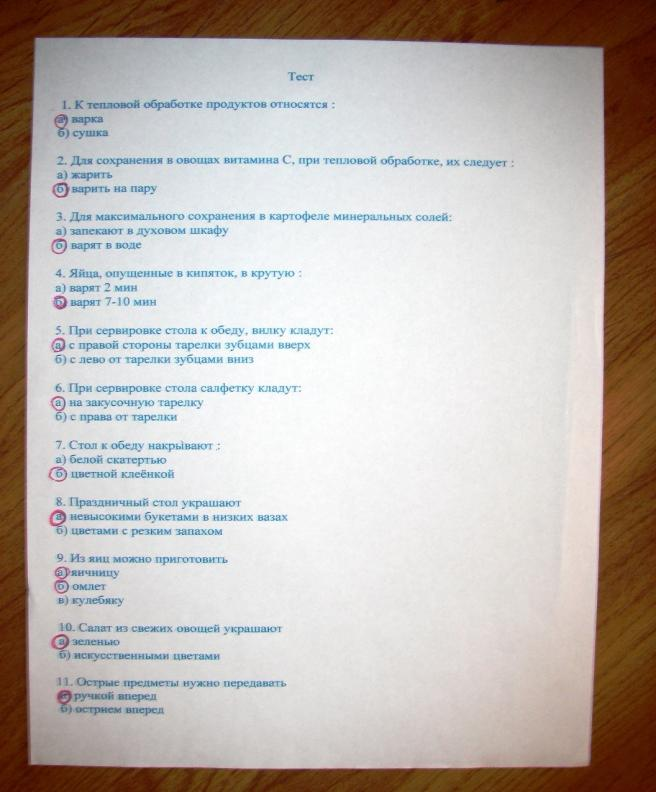 Тест
1. К тепловой обработке продуктов относятся :
а) варка
б) сушка
2. Для сохранения в овощах витамина С, при тепловой обработке, их следует :
а) жарить
б) варить на пару
3. Для максимального сохранения в картофеле минеральных солей:
а) запекают в духовом шкафу
б) варят в воде
4. Яйца, опущенные в кипяток, в крутую :
а) варят 2 мин
б) варят 7-10 мин
5. При сервировке стола к обеду, вилку кладут:
а) с правой стороны тарелки зубцами вверх
б) с лево от тарелки зубцами вниз
6. При сервировке стола салфетку кладут:
а) на закусочную тарелку
б) с права от тарелки
7. Стол к обеду накрывают :
а) белой скатертью
б) цветной клеёнкой
8. Праздничный стол украшают
а) невысокими букетами в низких вазах
б) цветами с резким запахом
9. Из яиц можно приготовить
а) яичницу
б) омлет
в) кулебяку
10. Салат из свежих овощей украшают
а) зеленью
б) искусственными цветами
11. Острые предметы нужно передавать
а) ручкой вперед
б) острием вперед